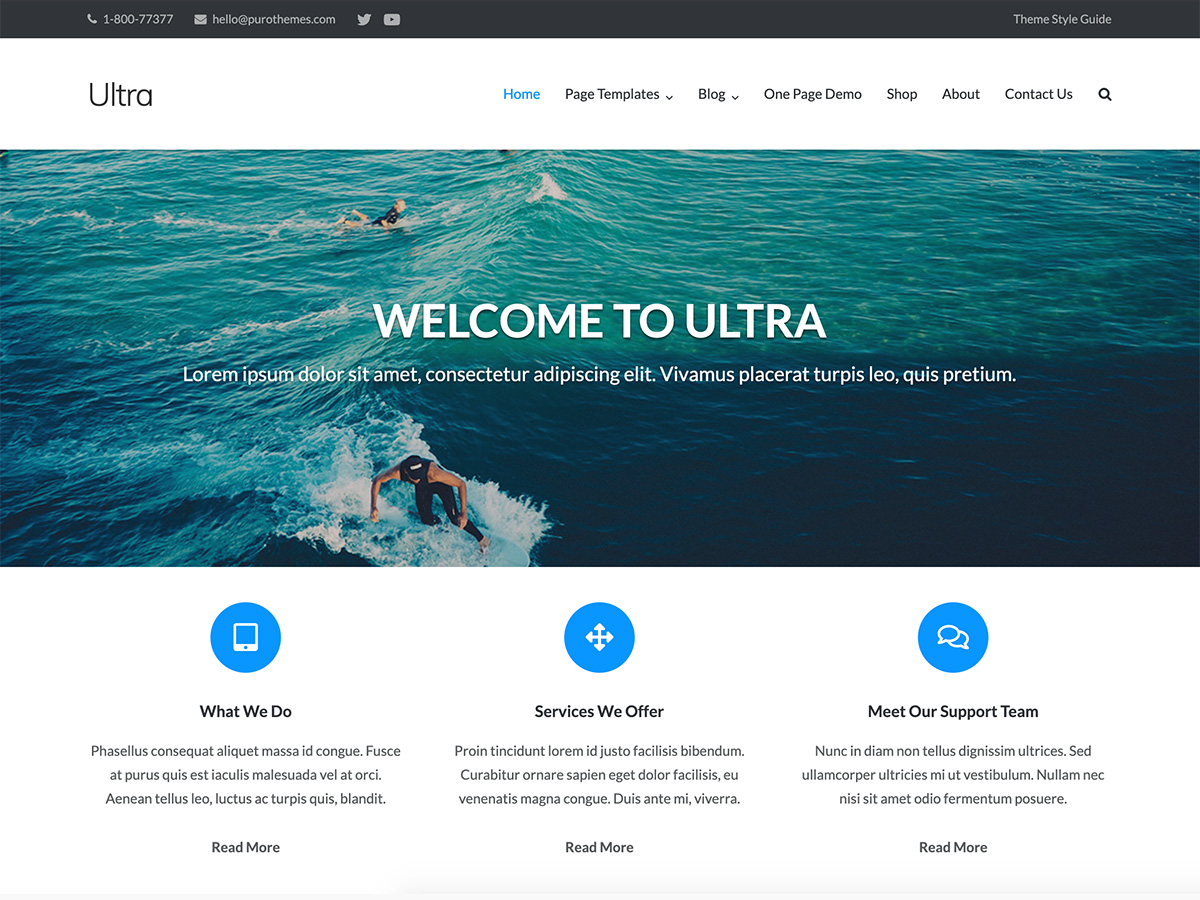 1-800-77377 hello@purothemes.com Theme Style Guide
Ultra
Home Page Templates Blog One Page Demo Shop About Contact Us
WELCOME TO ULTRA
Lorem ipsum dolor sit amet, consectetur adipiscing elit. Vivamus placerat turpis leo, quis pretium.
What We Do
Phasellus consequat aliquet massa id congue. Fusce
at purus quis est iaculis malesuada vel at orci.
Aenean tellus leo, luctus ac turpis quis, blandit.
Read More
Services We Offer
Proin tincidunt lorem id justo facilisis bibendum.
Curabitur ornare sapien eget dolor facilisis, eu
venenatis magna congue. Duis ante mi, viverra.
Read More
Meet Our Support Team
Nunc in diam non tellus dignissim ultrices. Sed
ullamcorper ultricies mi ut vestibulum. Nullam nec
nisi sit amet odio fermentum posuere.
Read More